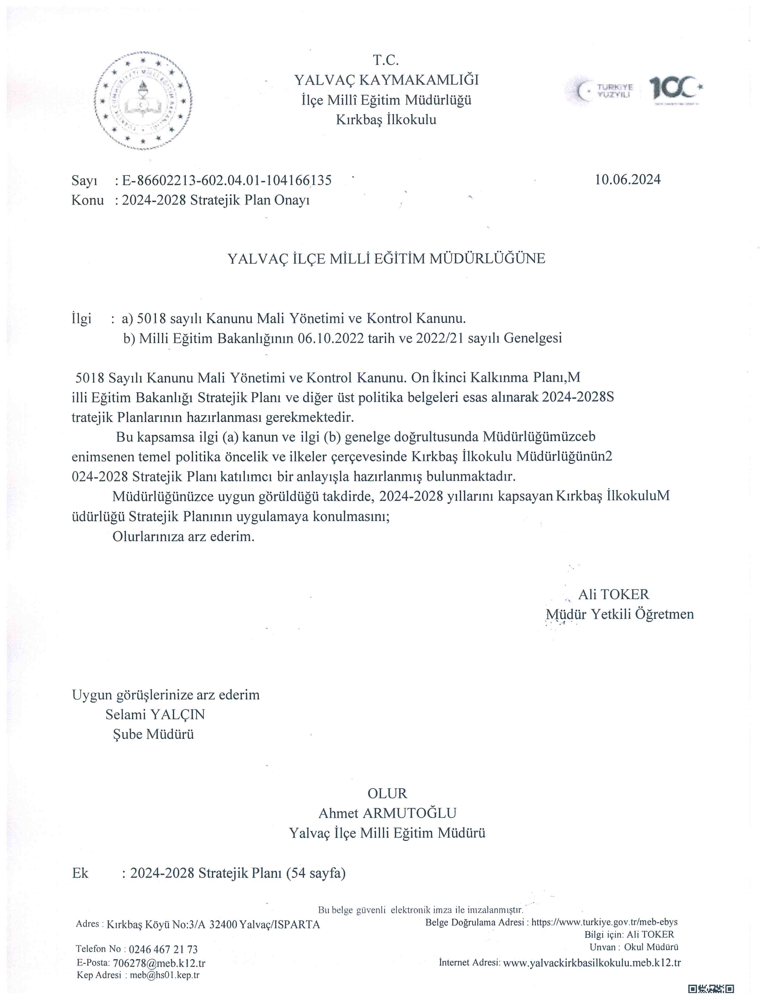 T.C.
YALVAÇ KAYMAKAMLIĞI
İlçe Millî Eğitim Müdürlüğü
Kırkbaş İlkokulu
TÜRKİYE
YÜZYILI
100
Sayı : E-86602213-602.04.01-104166135 10.06.2024
Konu : 2024-2028 Stratejik Plan Onayı
YALVAÇ İLÇE MİLLİ EĞİTİM MÜDÜRLÜĞÜNE
İlgi : a) 5018 sayılı Kanunu Mali Yönetimi ve Kontrol Kanunu.
b) Milli Eğitim Bakanlığının 06.10.2022 tarih ve 2022/21 sayılı Genelgesi
5018 Sayılı Kanunu Mali Yönetimi ve Kontrol Kanunu. On İkinci Kalkınma Planı,M
illi Eğitim Bakanlığı Stratejik Planı ve diğer üst politika belgeleri esas alınarak 2024-2028S
tratejik Planlarının hazırlanması gerekmektedir.
Bu kapsamsa ilgi (a) kanun ve ilgi (b) genelge doğrultusunda Müdürlüğümüzceb
enimsenen temel politika öncelik ve ilkeler çerçevesinde Kırkbaş İlkokulu Müdürlüğünün2
024-2028 Stratejik Planı katılımcı bir anlayışla hazırlanmış bulunmaktadır.
Müdürlüğünüzce uygun görüldüğü takdirde, 2024-2028 yıllarını kapsayan Kırkbaş İlkokuluM
üdürlüğü Stratejik Planının uygulamaya konulmasını;
Olurlarınıza arz ederim.
Ali TOKER
Müdür Yetkili Öğretmen
Uygun görüşlerinize arz ederim
Selami YALÇIN
Şube Müdürü
OLUR
Ahmet ARMUTOĞLU
Yalvaç İlçe Milli Eğitim Müdürü
Ek : 2024-2028 Stratejik Planı (54 sayfa)
Bu belge güvenli elektronik imza ile imzalanmıştır.
Adres : Kırkbaş Köyü No:3/A 32400 Yalvaç/ISPARTA Belge Doğrulama Adresi : https://www.turkiye.gov.tr/meb-ebys
Bilgi için: Ali TOKER
Telefon No : 0246 467 21 73 Unvan : Okul Müdürü
E-Posta: 706278@meb.k12.tr İnternet Adresi: www.yalvackirkbasilkokulu.meb.k12.tr
Kep Adresi : meb@hs01.kep.tr